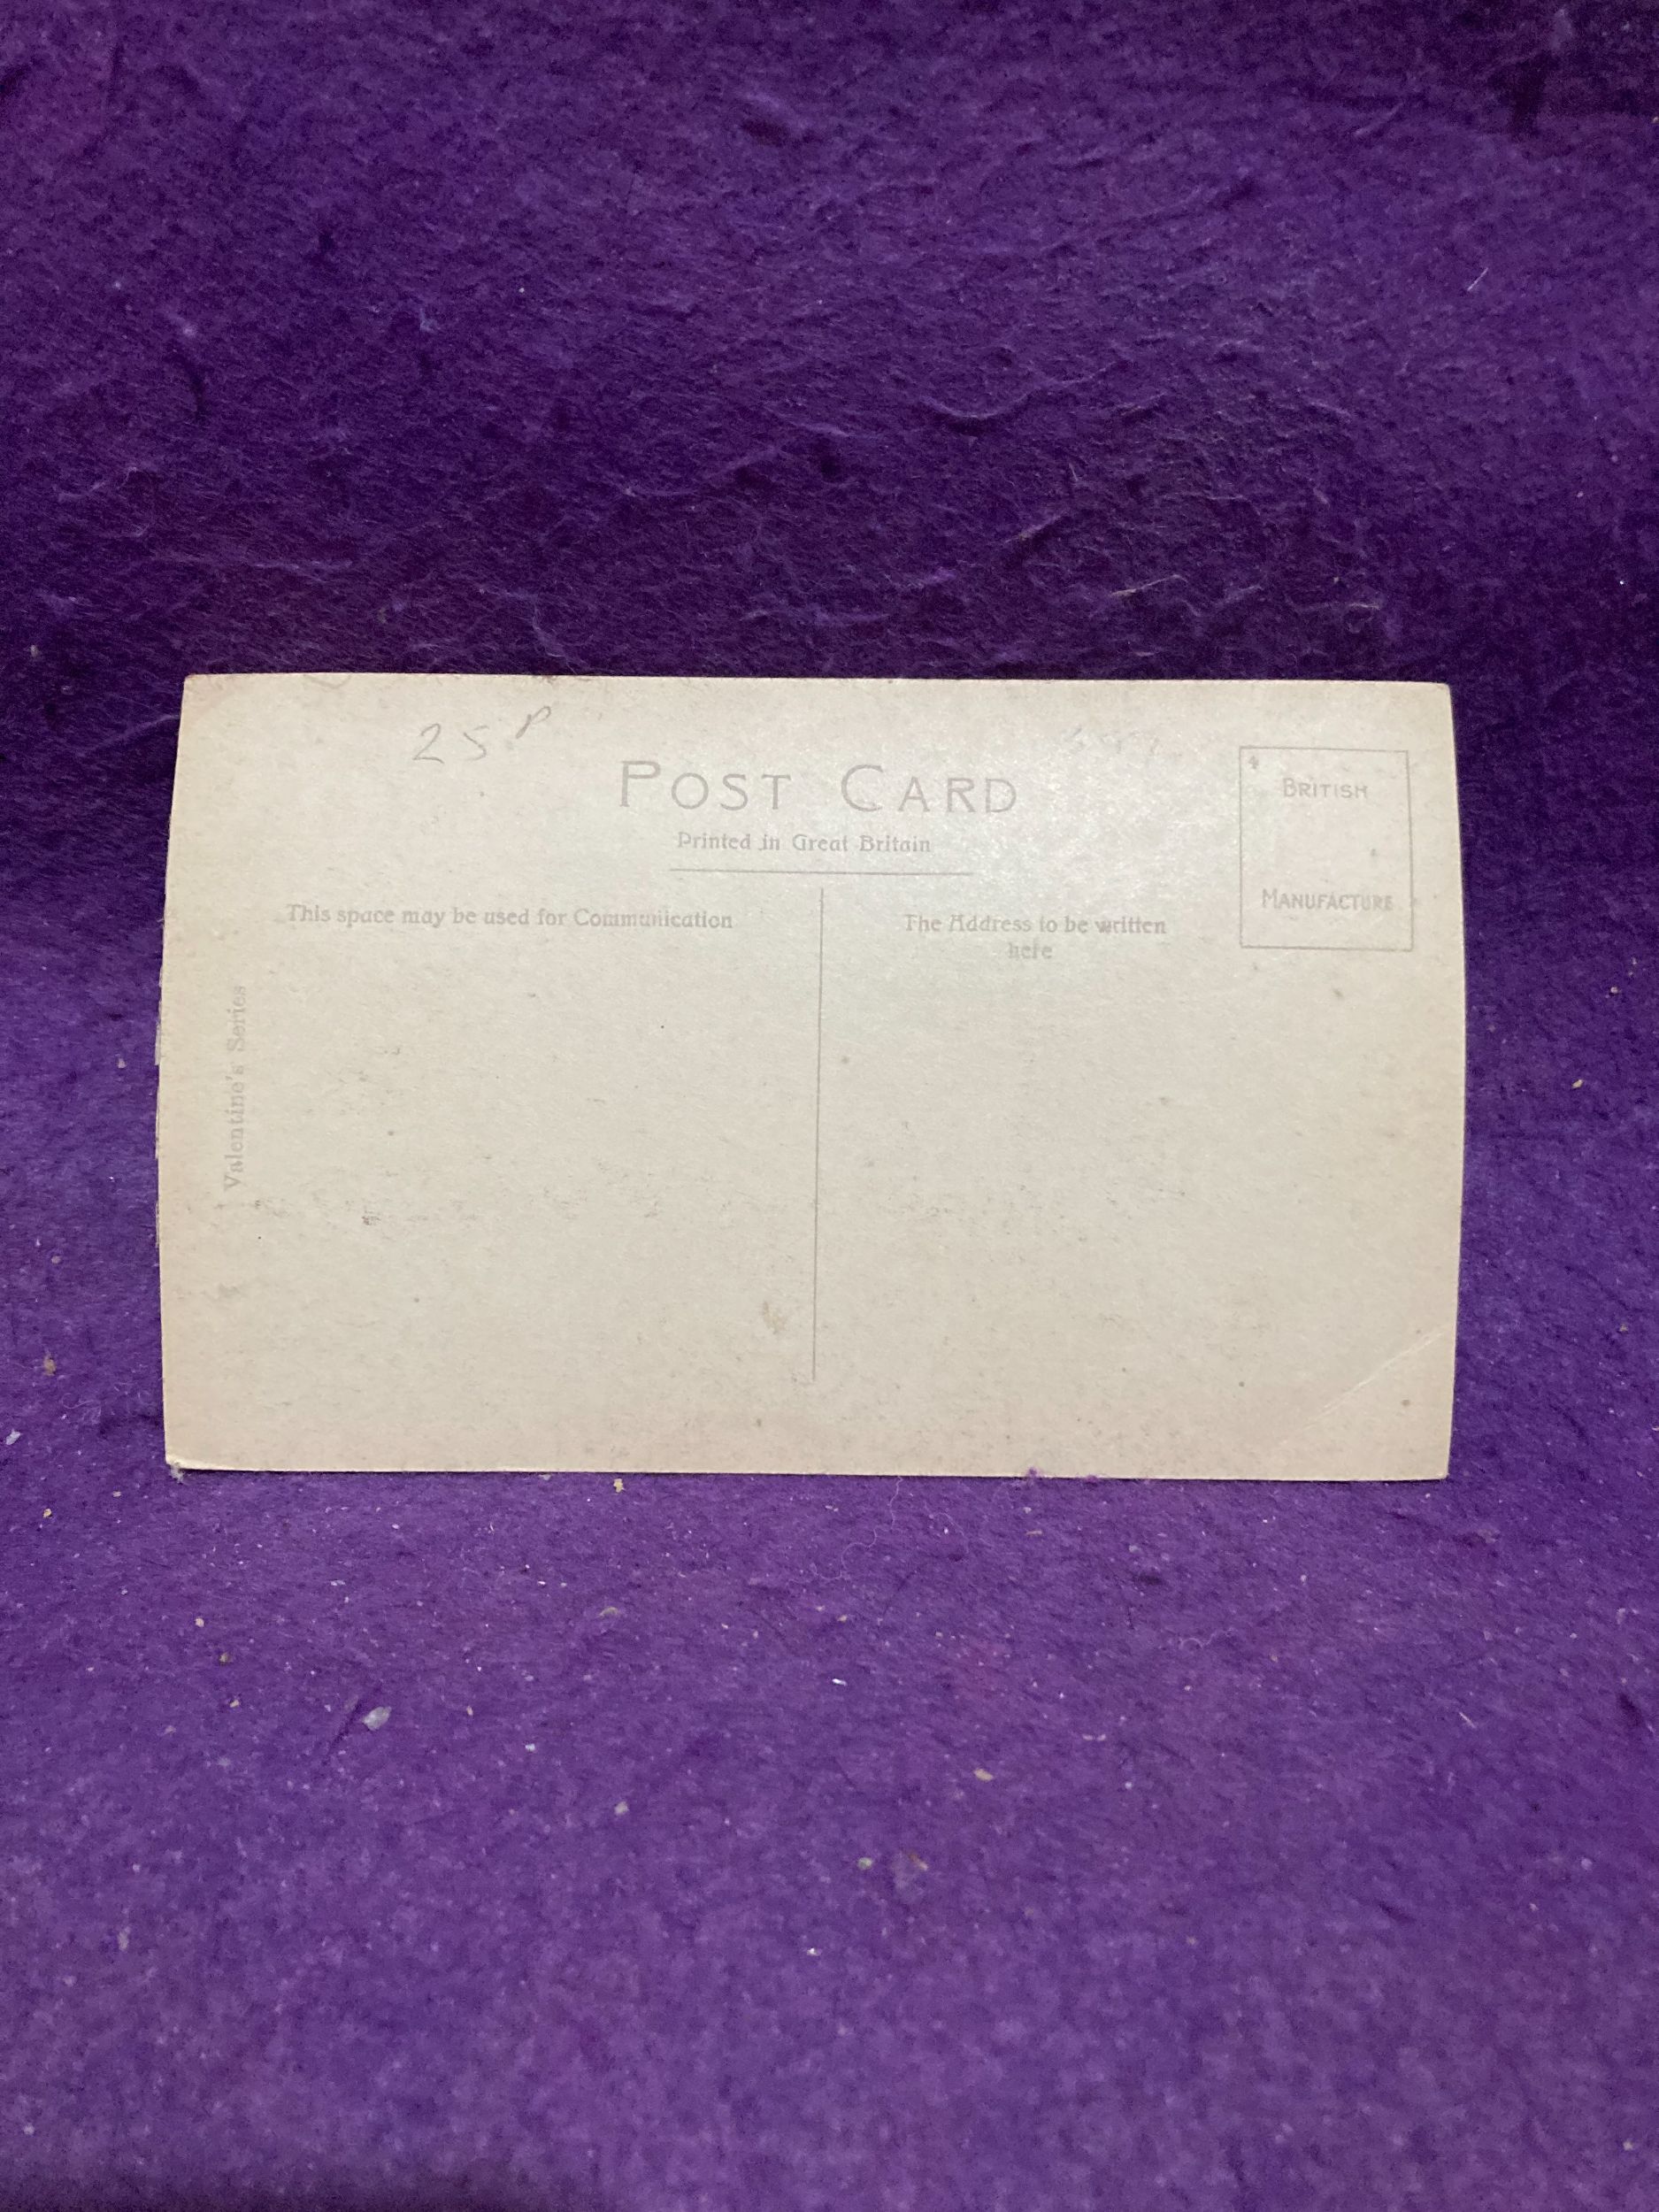 25P
POST CARD
Printed in Great Britain
BRITISH
MANUFACTURE
This space may be used for Communication
The Address to be written
here
Valentine's Series